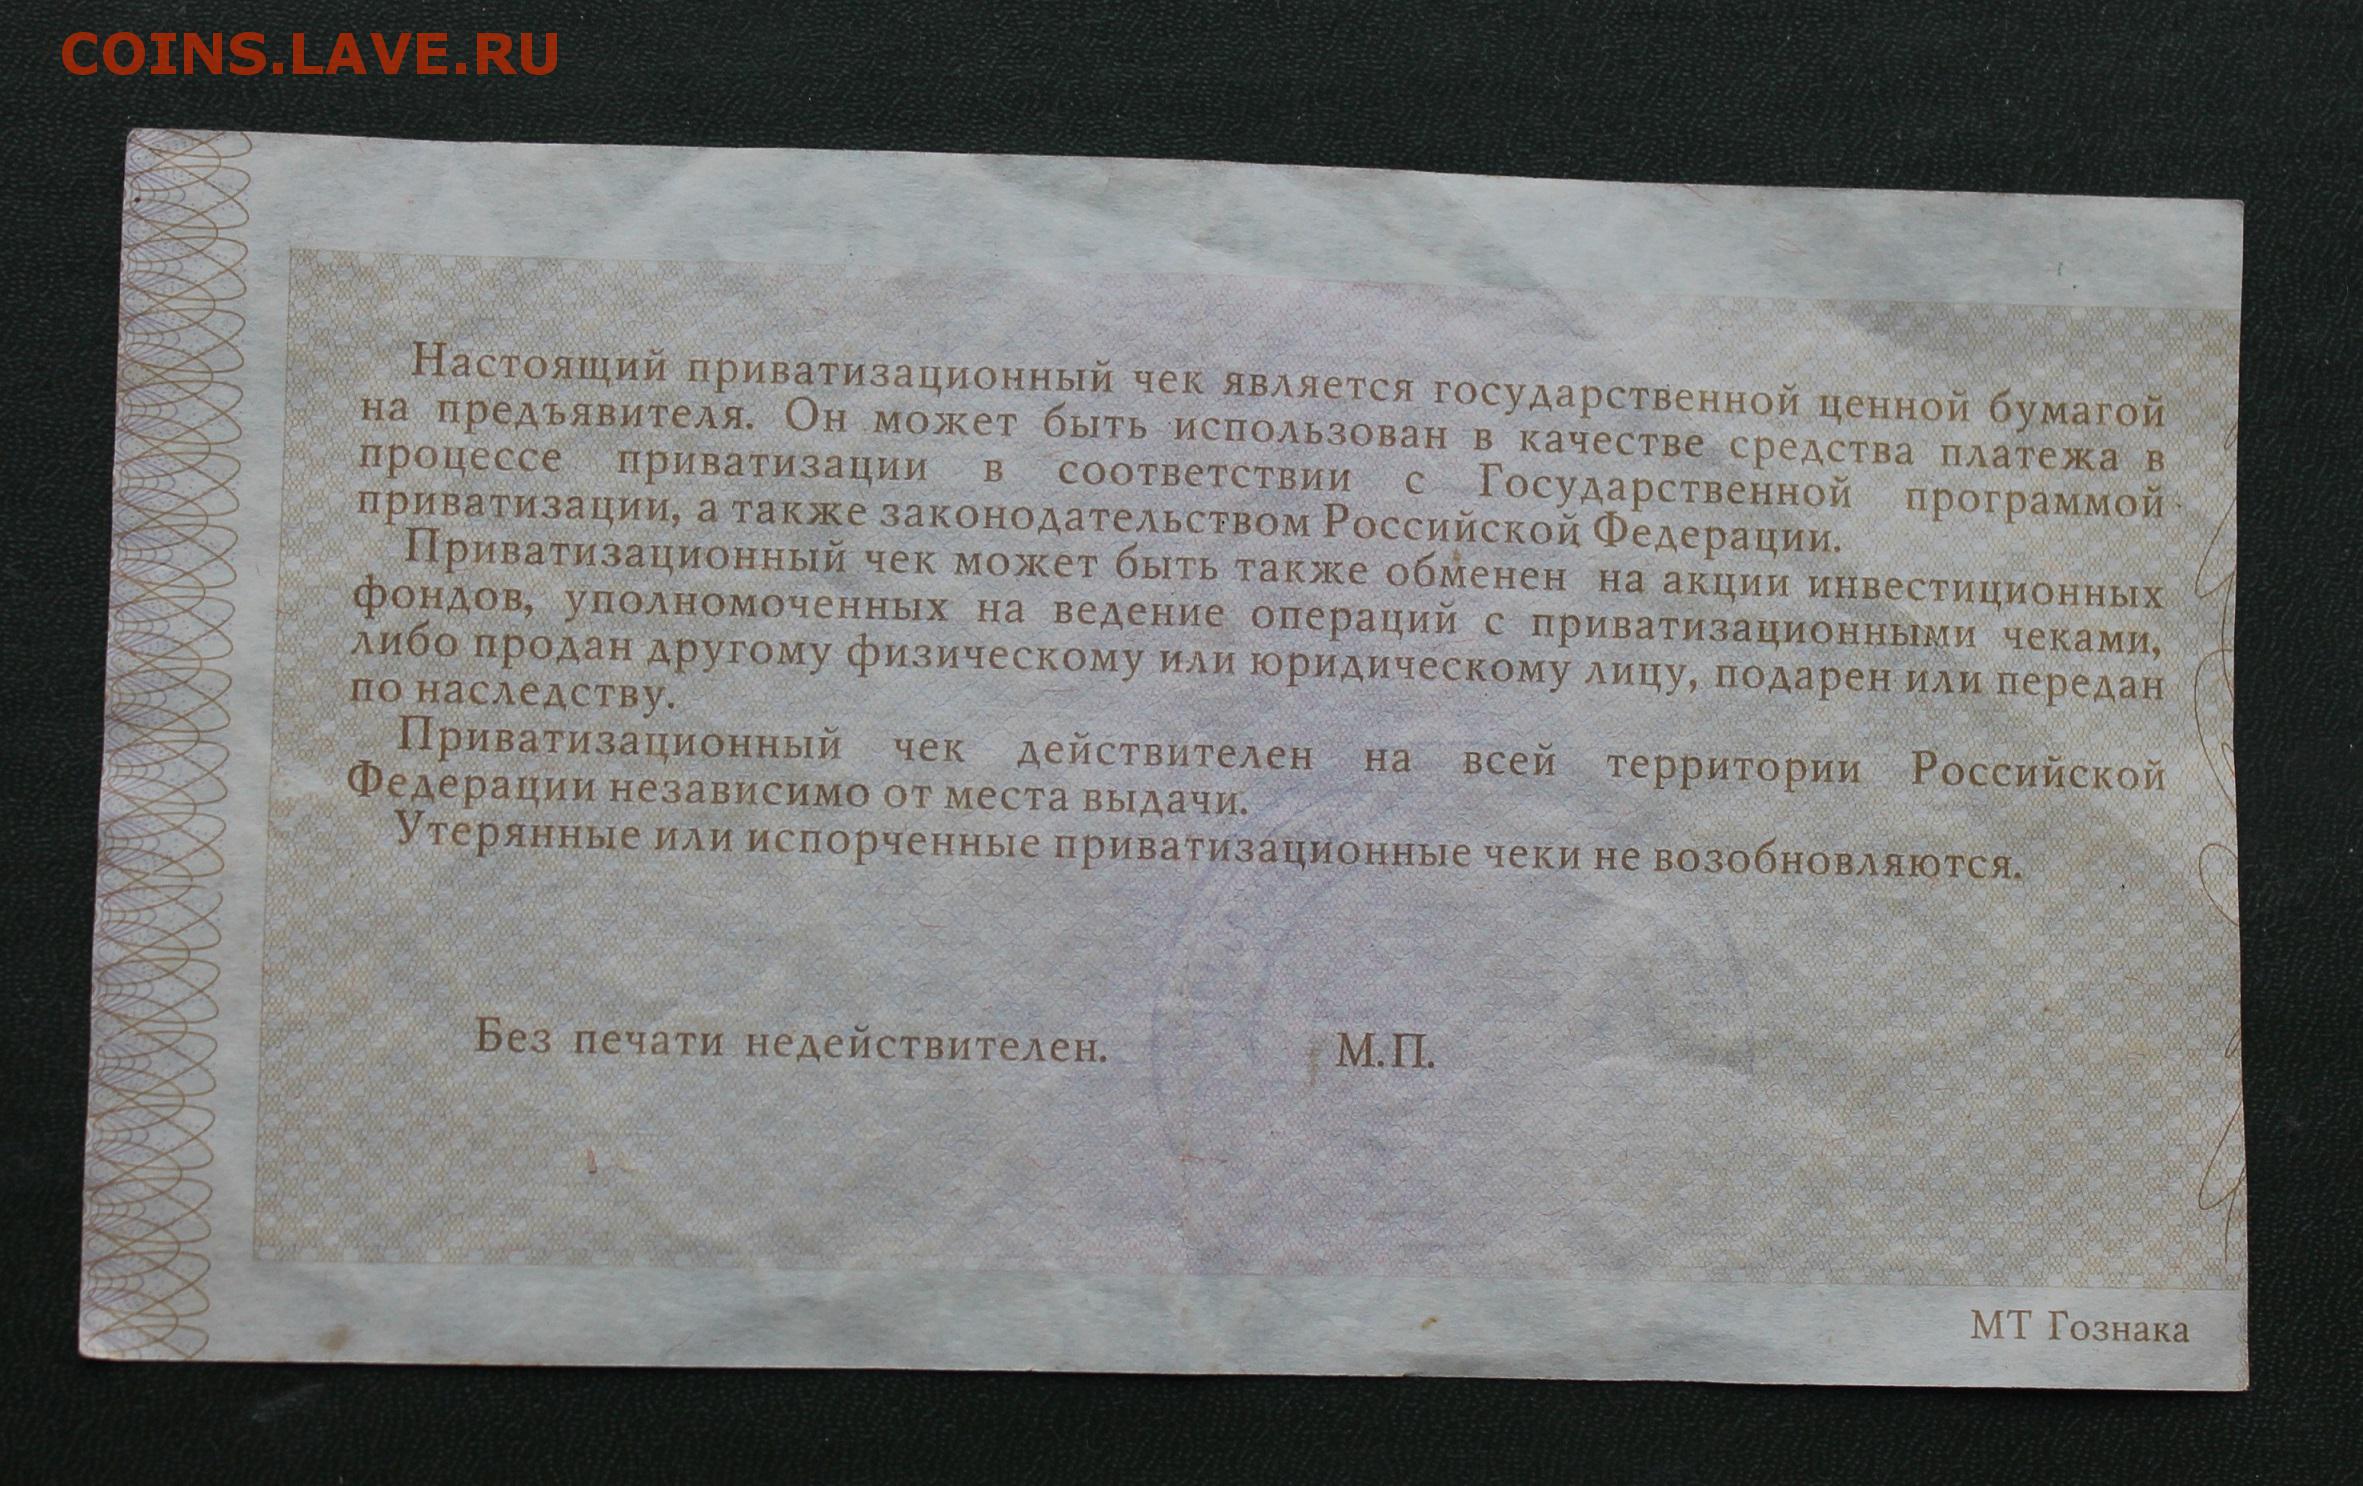 COINS.LAVE.RU
Настоящий приватизационный чек является государственной ценной бумагой
на предъявителя. Он может быть использован в качестве средства платежа в
процессе приватизации в соответствии с Государственной программой
приватизации, а также законодательством Российской Федерации.
Приватизационный чек может быть также обменен на акции инвестиционных
фондов, уполномоченных на ведение операций с приватизационными чеками,
либо продан другому физическому или юридическому лицу, подарен или передан
по наследству.
Приватизационный чек действителен на всей территории Российской
Федерации независимо от места выдачи.
Утерянные или испорченные приватизационные чеки не возобновляются.
Без печати недействителен. М.П.
МТ Гознака